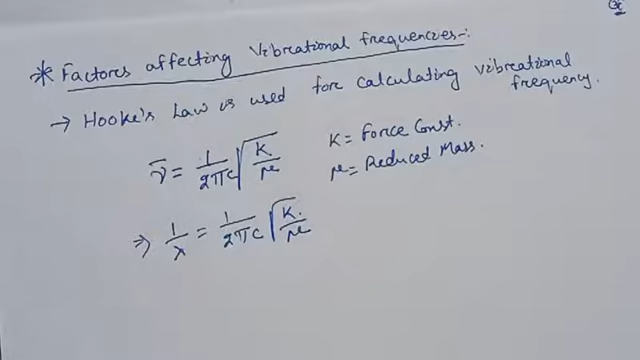 * Factors affecting Vibrational frequencies:-
→ Hooke's Law is used for calculating vibrational frequency.
ν̄ = 1/2πc √K/μ
K = Force Const.
μ = Reduced Mass.
⇒ 1/λ = 1/2πc √K/μ